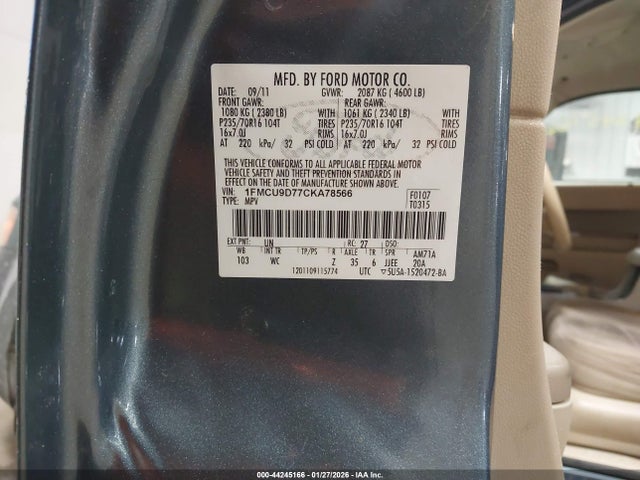 MFD. BY FORD MOTOR CO.
DATE: 09/11 GVWR: 2087 KG ( 4600 LB)
FRONT GAWR: REAR GAWR:
1080 KG ( 2380 LB) WITH 1061 KG ( 2340 LB) WITH
P235/70R16 104T TIRES P235/70R16 104T TIRES
16x7.0J RIMS 16x7.0J RIMS
AT 220 kPa/ 32 PSI COLD AT 220 kPa/ 32 PSI COLD
THIS VEHICLE CONFORMS TO ALL APPLICABLE FEDERAL MOTOR
VEHICLE SAFETY AND THEFT PREVENTION STANDARDS IN
EFFECT ON THE DATE OF MANUFACTURE SHOWN ABOVE.
VIN: 1FMCU9D77CKA78566 F0107
TYPE: MPV T0315
EXT PNT: UN RC: 27 DSO:
WB INT TR TP/PS R AXLE TR SPR AM71A
103 WC Z 35 6 JJEE 20A
1201109115774 UTC ▽5U5A-1520472-BA
000-44245166 | 01/27/2026 | IAA Inc.